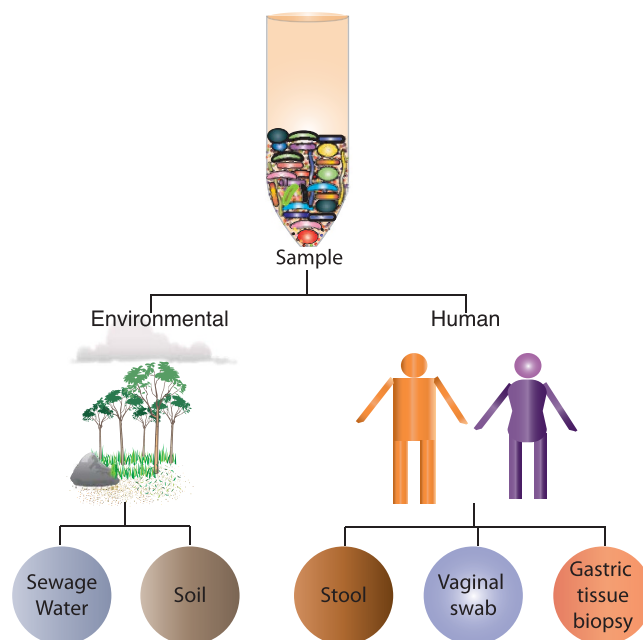 Sample
Environmental
Human
Sewage
Water
Soil
Stool
Vaginal
swab
Gastric
tissue
biopsy